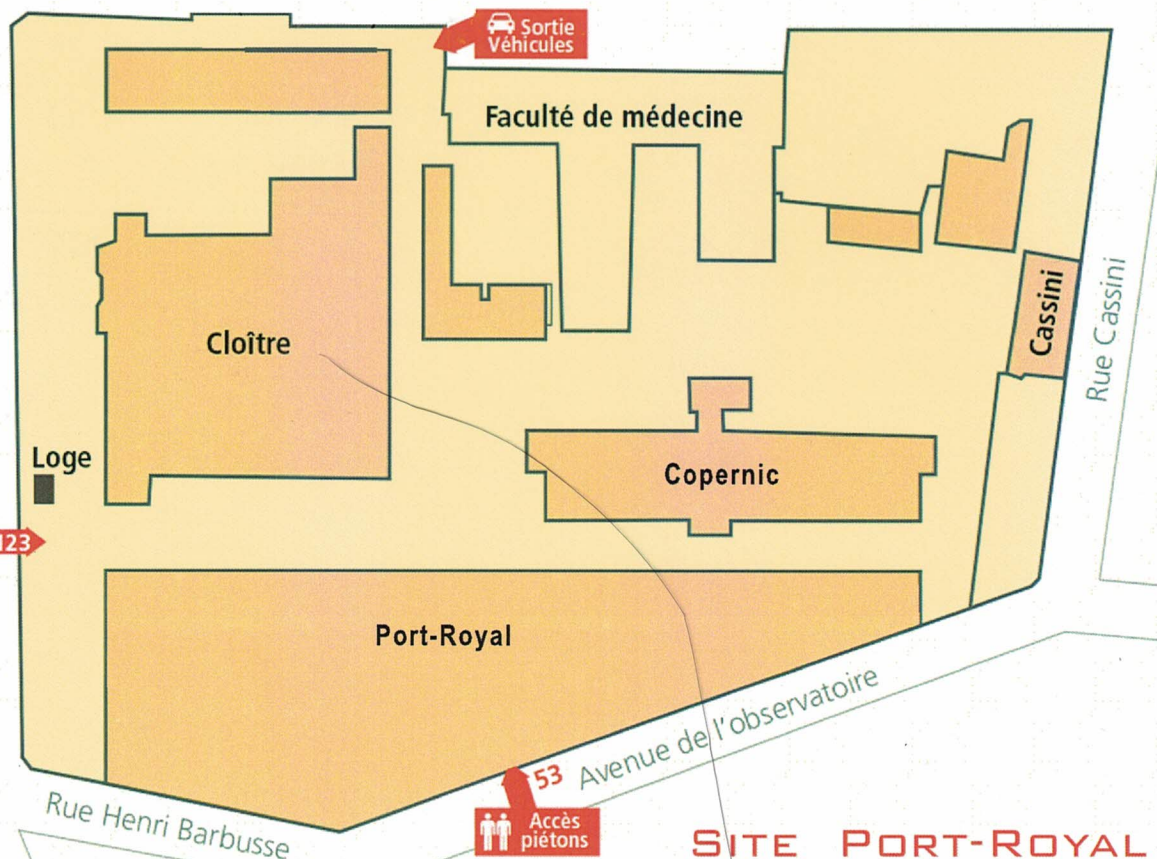 Sortie
Véhicules
Faculté de médecine
Cloître
Cassini
Rue Cassini
Loge
Copernic
123
Port-Royal
Avenue de l'observatoire
53
Rue Henri Barbusse
Accès
piétons
SITE PORT-ROYAL